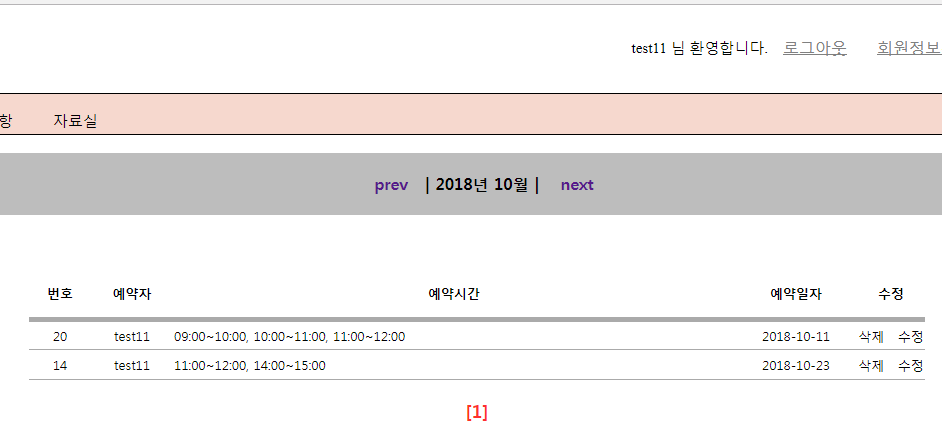 test11 님 환영합니다. 로그아웃 회원정보
항 자료실
prev | 2018년 10월 | next
번호 예약자 예약시간 예약일자 수정
20 test11 09:00~10:00, 10:00~11:00, 11:00~12:00 2018-10-11 삭제 수정
14 test11 11:00~12:00, 14:00~15:00 2018-10-23 삭제 수정
[1]